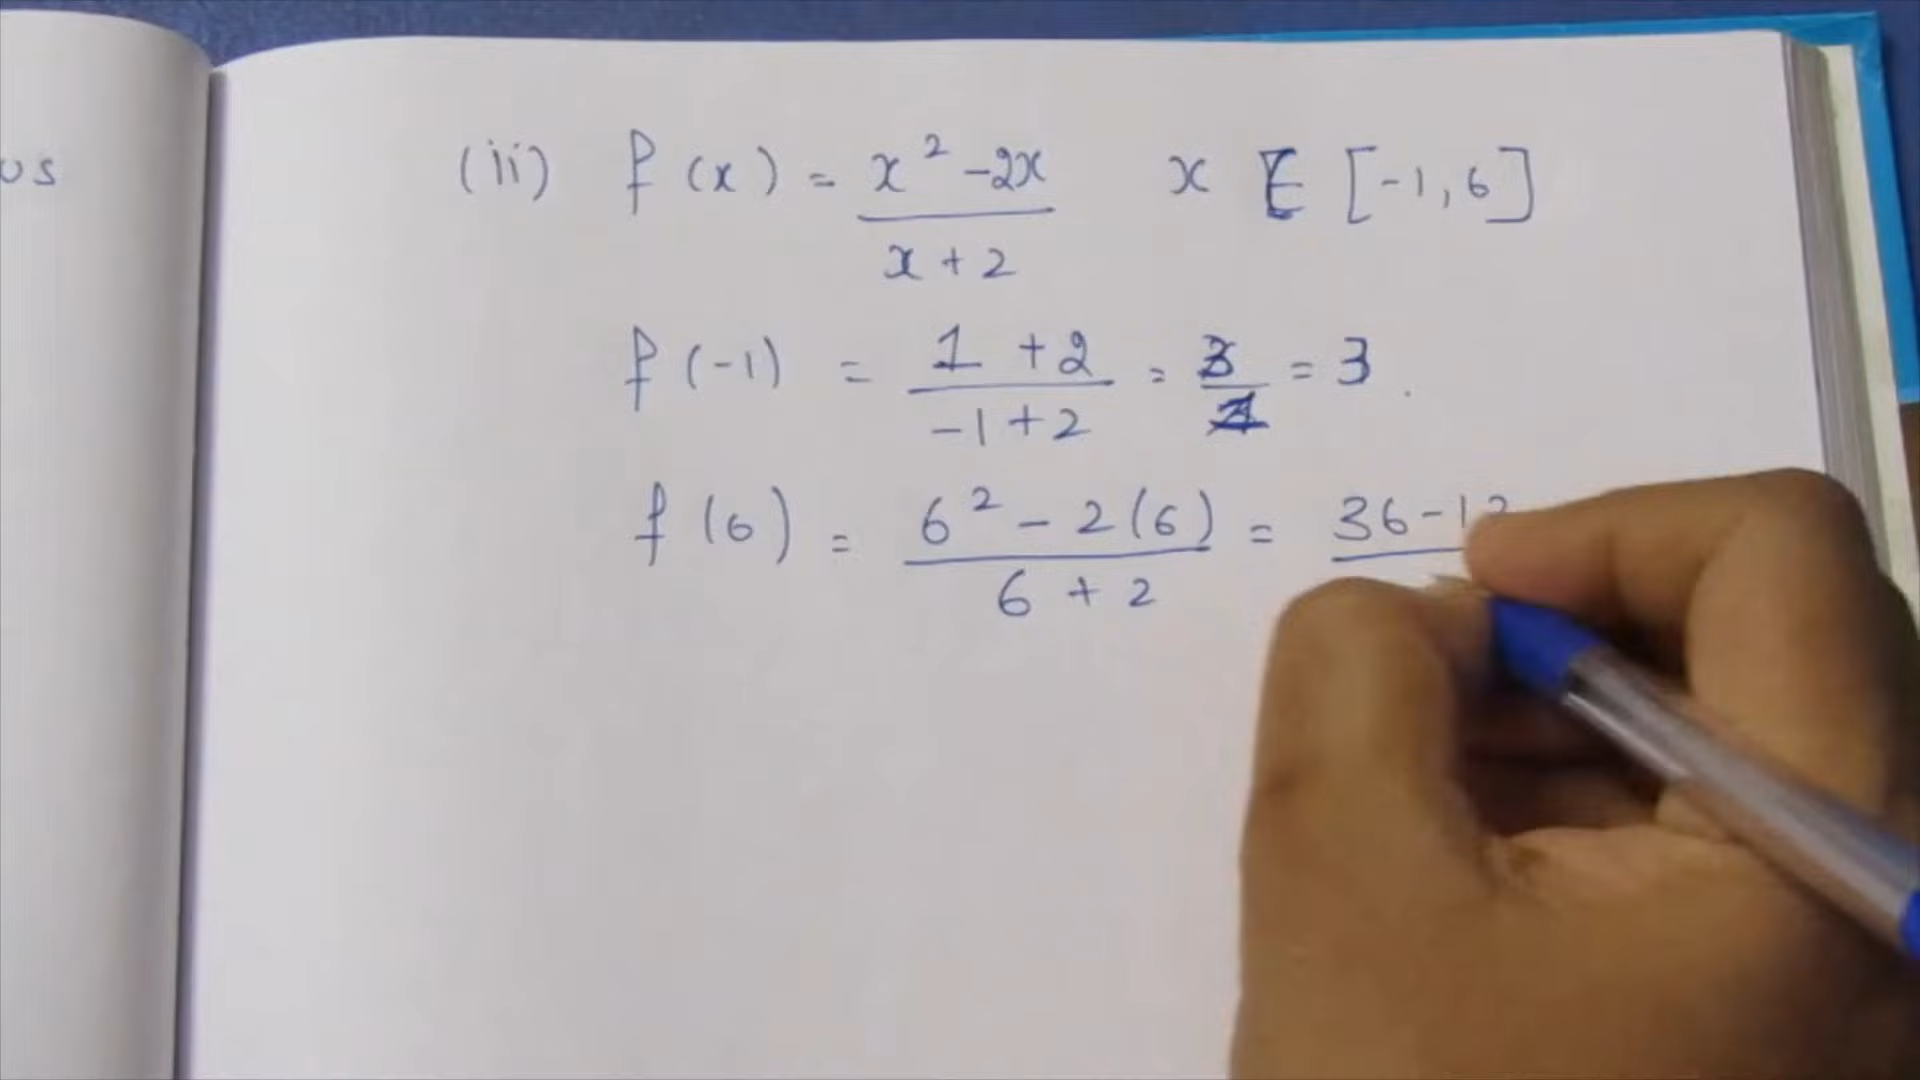 us
(ii) f(x) = x² - 2x / x + 2 x ∈ [-1, 6]
f(-1) = 1 + 2 / -1 + 2 = 3 / 1 = 3.
f(6) = 6² - 2(6) / 6 + 2 = 36 - 12